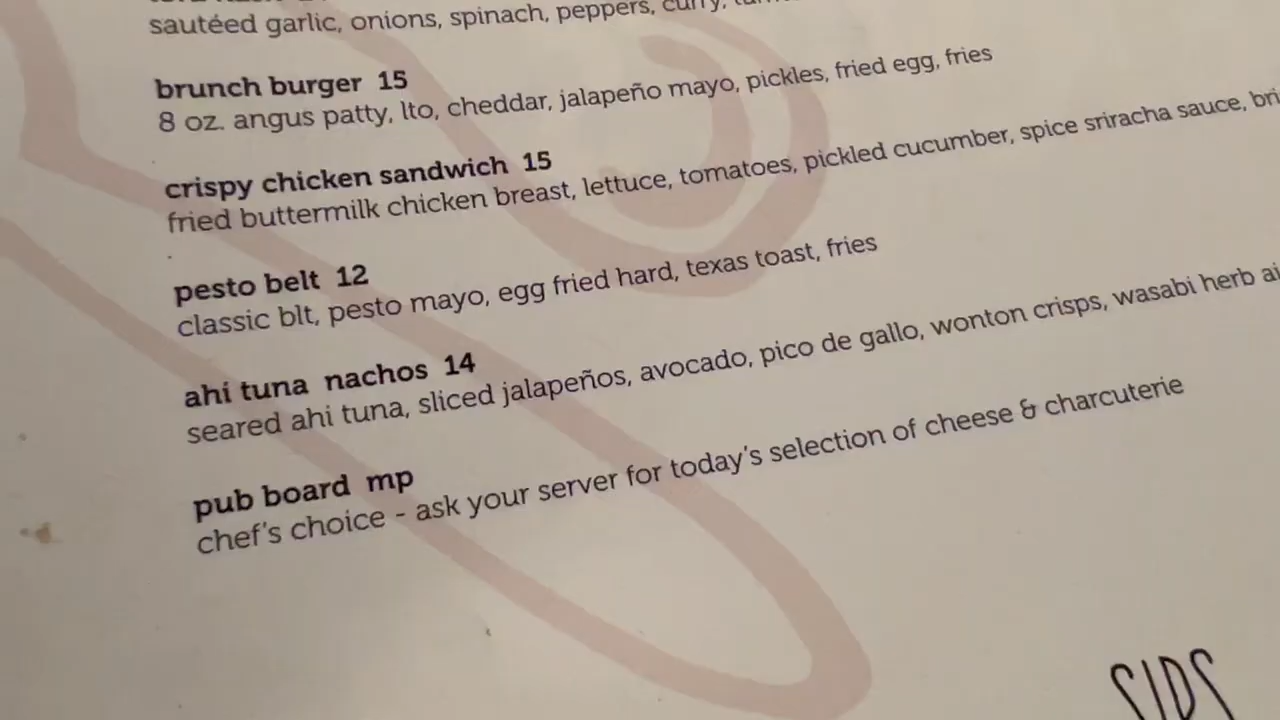 sautéed garlic, onions, spinach, peppers, curry,
brunch burger 15
8 oz. angus patty, lto, cheddar, jalapeño mayo, pickles, fried egg, fries
crispy chicken sandwich 15
fried buttermilk chicken breast, lettuce, tomatoes, pickled cucumber, spice sriracha sauce,
pesto belt 12
classic blt, pesto mayo, egg fried hard, texas toast, fries
ahi tuna nachos 14
seared ahi tuna, sliced jalapeños, avocado, pico de gallo, wonton crisps, wasabi herb
pub board mp
chef's choice - ask your server for today's selection of cheese & charcuterie